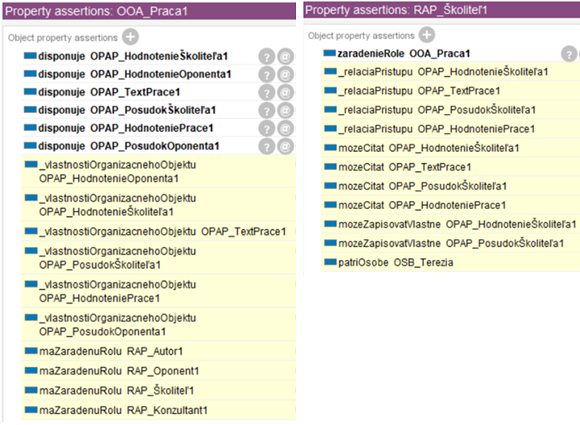 Property assertions: OOA_Praca1
Object property assertions
disponuje OPAP_HodnotenieŠkoliteľa1
disponuje OPAP_HodnotenieOponenta1
disponuje OPAP_TextPrace1
disponuje OPAP_PosudokŠkoliteľa1
disponuje OPAP_HodnoteniePrace1
disponuje OPAP_PosudokOponenta1
_vlastnostiOrganizacnehoObjektu
OPAP_HodnotenieOponenta1
_vlastnostiOrganizacnehoObjektu
OPAP_HodnotenieŠkoliteľa1
_vlastnostiOrganizacnehoObjektu OPAP_TextPrace1
_vlastnostiOrganizacnehoObjektu
OPAP_PosudokŠkoliteľa1
_vlastnostiOrganizacnehoObjektu
OPAP_HodnoteniePrace1
_vlastnostiOrganizacnehoObjektu
OPAP_PosudokOponenta1
maZaradenuRolu RAP_Autor1
maZaradenuRolu RAP_Oponent1
maZaradenuRolu RAP_Školiteľ1
maZaradenuRolu RAP_Konzultant1
Property assertions: RAP_Školiteľ1
Object property assertions
zaradenieRole OOA_Praca1
_relaciaPristupu OPAP_HodnotenieŠkoliteľa1
_relaciaPristupu OPAP_TextPrace1
_relaciaPristupu OPAP_PosudokŠkoliteľa1
_relaciaPristupu OPAP_HodnoteniePrace1
mozeCitat OPAP_HodnotenieŠkoliteľa1
mozeCitat OPAP_TextPrace1
mozeCitat OPAP_PosudokŠkoliteľa1
mozeCitat OPAP_HodnoteniePrace1
mozeZapisovatVlastne OPAP_HodnotenieŠkoliteľa1
mozeZapisovatVlastne OPAP_PosudokŠkoliteľa1
patriOsobe OSB_Terezia